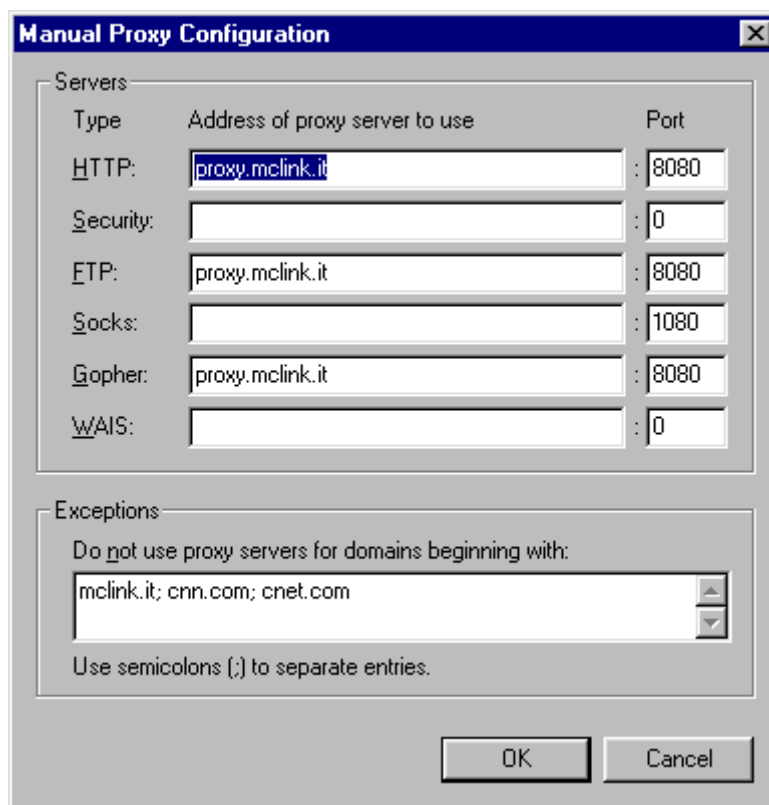 Manual Proxy Configuration
Servers
Type Address of proxy server to use Port
HTTP: proxy.mclink.it : 8080
Security: : 0
FTP: proxy.mclink.it : 8080
Socks: : 1080
Gopher: proxy.mclink.it : 8080
WAIS: : 0
Exceptions
Do not use proxy servers for domains beginning with:
mclink.it; cnn.com; cnet.com
Use semicolons (;) to separate entries.
OK Cancel